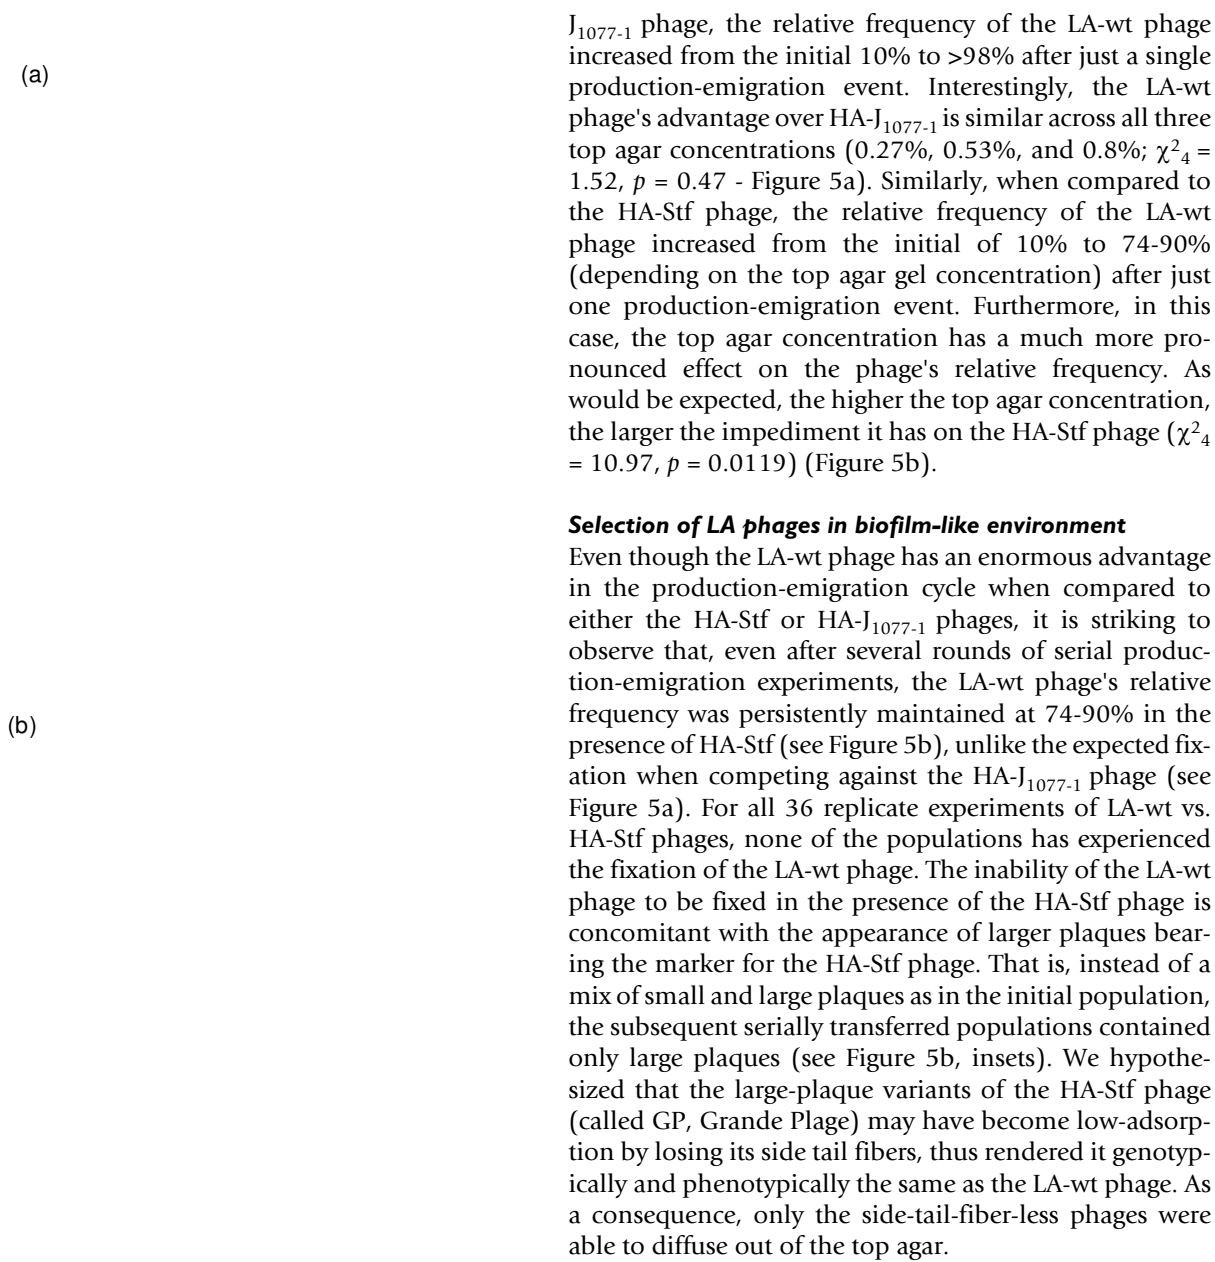 (a)
(b)
J1077-1 phage, the relative frequency of the LA-wt phage
increased from the initial 10% to >98% after just a single
production-emigration event. Interestingly, the LA-wt
phage's advantage over HA-J1077-1 is similar across all three
top agar concentrations (0.27%, 0.53%, and 0.8%; χ²4 =
1.52, p = 0.47 - Figure 5a). Similarly, when compared to
the HA-Stf phage, the relative frequency of the LA-wt
phage increased from the initial of 10% to 74-90%
(depending on the top agar gel concentration) after just
one production-emigration event. Furthermore, in this
case, the top agar concentration has a much more pro-
nounced effect on the phage's relative frequency. As
would be expected, the higher the top agar concentration,
the larger the impediment it has on the HA-Stf phage (χ²4
= 10.97, p = 0.0119) (Figure 5b).
Selection of LA phages in biofilm-like environment
Even though the LA-wt phage has an enormous advantage
in the production-emigration cycle when compared to
either the HA-Stf or HA-J1077-1 phages, it is striking to
observe that, even after several rounds of serial produc-
tion-emigration experiments, the LA-wt phage's relative
frequency was persistently maintained at 74-90% in the
presence of HA-Stf (see Figure 5b), unlike the expected fix-
ation when competing against the HA-J1077-1 phage (see
Figure 5a). For all 36 replicate experiments of LA-wt vs.
HA-Stf phages, none of the populations has experienced
the fixation of the LA-wt phage. The inability of the LA-wt
phage to be fixed in the presence of the HA-Stf phage is
concomitant with the appearance of larger plaques bear-
ing the marker for the HA-Stf phage. That is, instead of a
mix of small and large plaques as in the initial population,
the subsequent serially transferred populations contained
only large plaques (see Figure 5b, insets). We hypothe-
sized that the large-plaque variants of the HA-Stf phage
(called GP, Grande Plage) may have become low-adsorp-
tion by losing its side tail fibers, thus rendered it genotyp-
ically and phenotypically the same as the LA-wt phage. As
a consequence, only the side-tail-fiber-less phages were
able to diffuse out of the top agar.